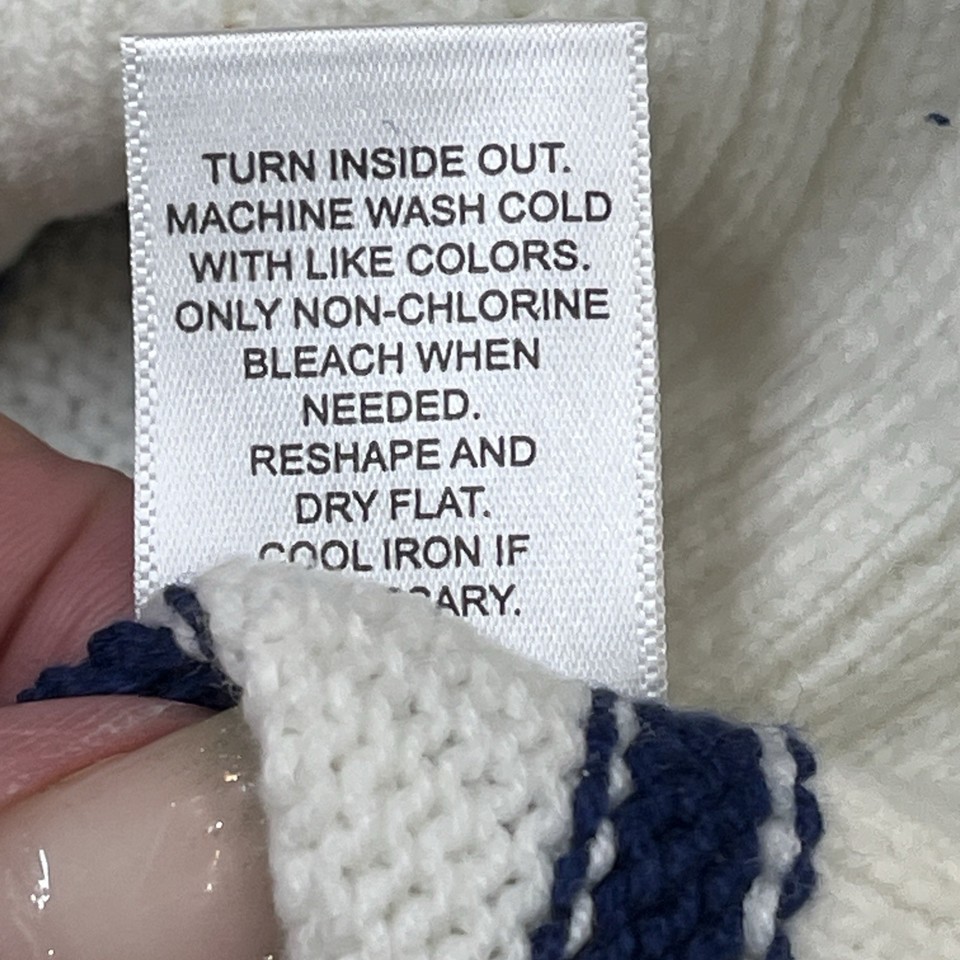 TURN INSIDE OUT.
MACHINE WASH COLD
WITH LIKE COLORS.
ONLY NON-CHLORINE
BLEACH WHEN
NEEDED.
RESHAPE AND
DRY FLAT.
COOL IRON IF